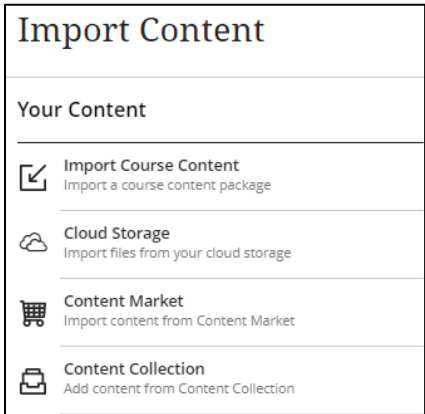 Import Content
Your Content
Import Course Content
Import a course content package
Cloud Storage
Import files from your cloud storage
Content Market
Import content from Content Market
Content Collection
Add content from Content Collection